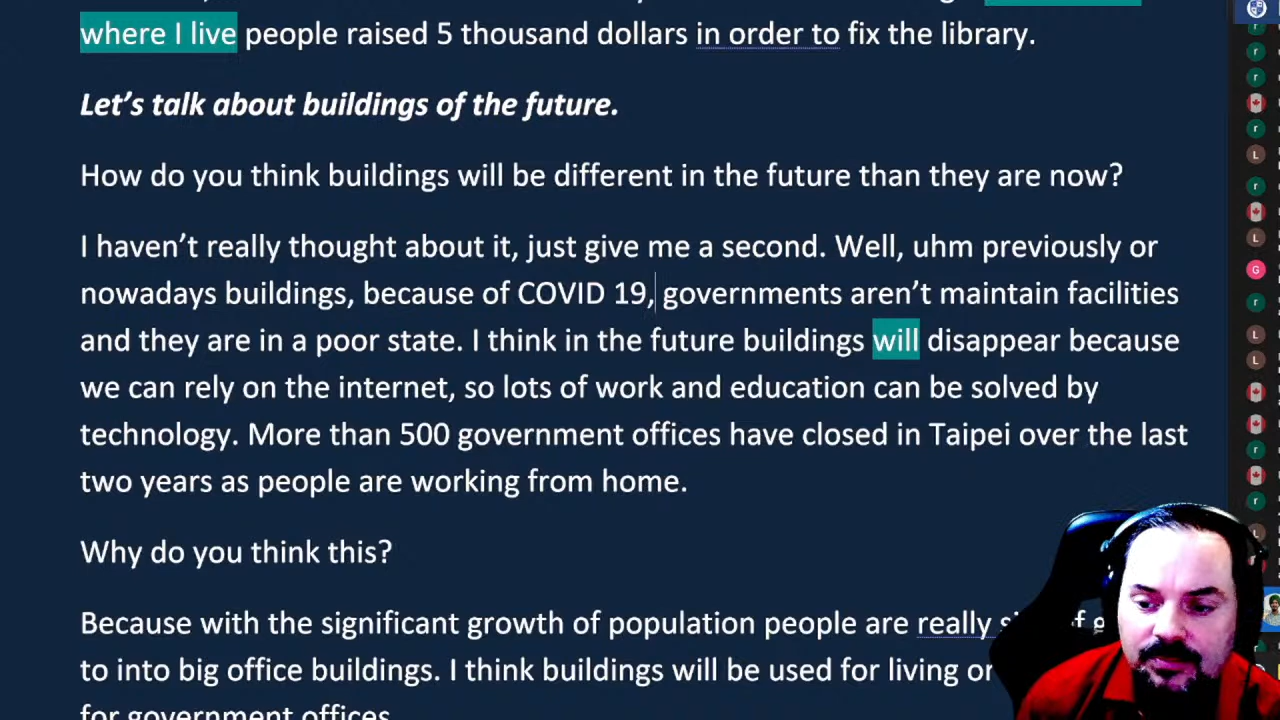 where I live people raised 5 thousand dollars in order to fix the library.
Let's talk about buildings of the future.
How do you think buildings will be different in the future than they are now?
I haven't really thought about it, just give me a second. Well, uhm previously or
nowadays buildings, because of COVID 19, governments aren't maintain facilities
and they are in a poor state. I think in the future buildings will disappear because
we can rely on the internet, so lots of work and education can be solved by
technology. More than 500 government offices have closed in Taipei over the last
two years as people are working from home.
Why do you think this?
Because with the significant growth of population people are really
to into big office buildings. I think buildings will be used for living or
for government offices.
r
r
r
r
L
r
L
G
r
L
L
r
r
r
L